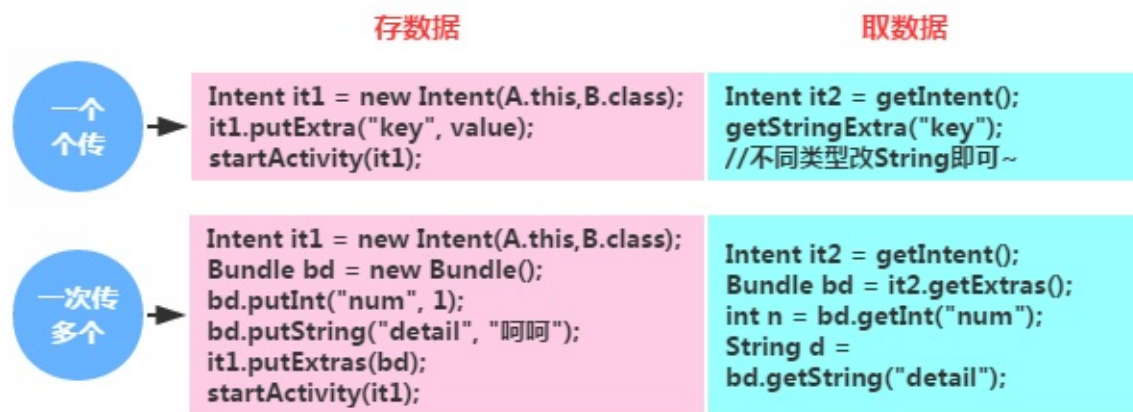 存数据
取数据
一个
个传
Intent it1 = new Intent(A.this,B.class);
it1.putExtra("key", value);
startActivity(it1);
Intent it2 = getIntent();
getStringExtra("key");
//不同类型改String即可~
一次传
多个
Intent it1 = new Intent(A.this,B.class);
Bundle bd = new Bundle();
bd.putInt("num", 1);
bd.putString("detail", "呵呵");
it1.putExtras(bd);
startActivity(it1);
Intent it2 = getIntent();
Bundle bd = it2.getExtras();
int n = bd.getInt("num");
String d =
bd.getString("detail");